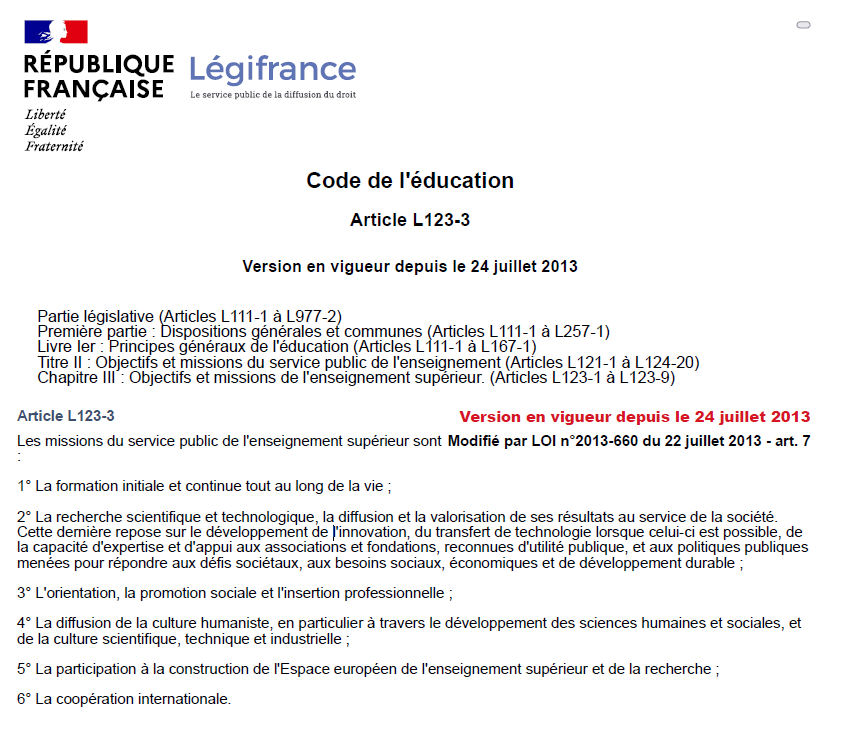 RÉPUBLIQUE
FRANÇAISE
Liberté
Égalité
Fraternité
Légifrance
Le service public de la diffusion du droit
Code de l'éducation
Article L123-3
Version en vigueur depuis le 24 juillet 2013
Partie législative (Articles L111-1 à L977-2)
Première partie : Dispositions générales et communes (Articles L111-1 à L257-1)
Livre Ier : Principes généraux de l'éducation (Articles L111-1 à L167-1)
Titre II : Objectifs et missions du service public de l'enseignement (Articles L121-1 à L124-20)
Chapitre III : Objectifs et missions de l'enseignement supérieur. (Articles L123-1 à L123-9)
Article L123-3
Version en vigueur depuis le 24 juillet 2013
Les missions du service public de l'enseignement supérieur sont Modifié par LOI n°2013-660 du 22 juillet 2013 - art. 7
:
1° La formation initiale et continue tout au long de la vie ;
2° La recherche scientifique et technologique, la diffusion et la valorisation de ses résultats au service de la société.
Cette dernière repose sur le développement de l'innovation, du transfert de technologie lorsque celui-ci est possible, de
la capacité d'expertise et d'appui aux associations et fondations, reconnues d'utilité publique, et aux politiques publiques
menées pour répondre aux défis sociétaux, aux besoins sociaux, économiques et de développement durable ;
3° L'orientation, la promotion sociale et l'insertion professionnelle ;
4° La diffusion de la culture humaniste, en particulier à travers le développement des sciences humaines et sociales, et
de la culture scientifique, technique et industrielle ;
5° La participation à la construction de l'Espace européen de l'enseignement supérieur et de la recherche ;
6° La coopération internationale.